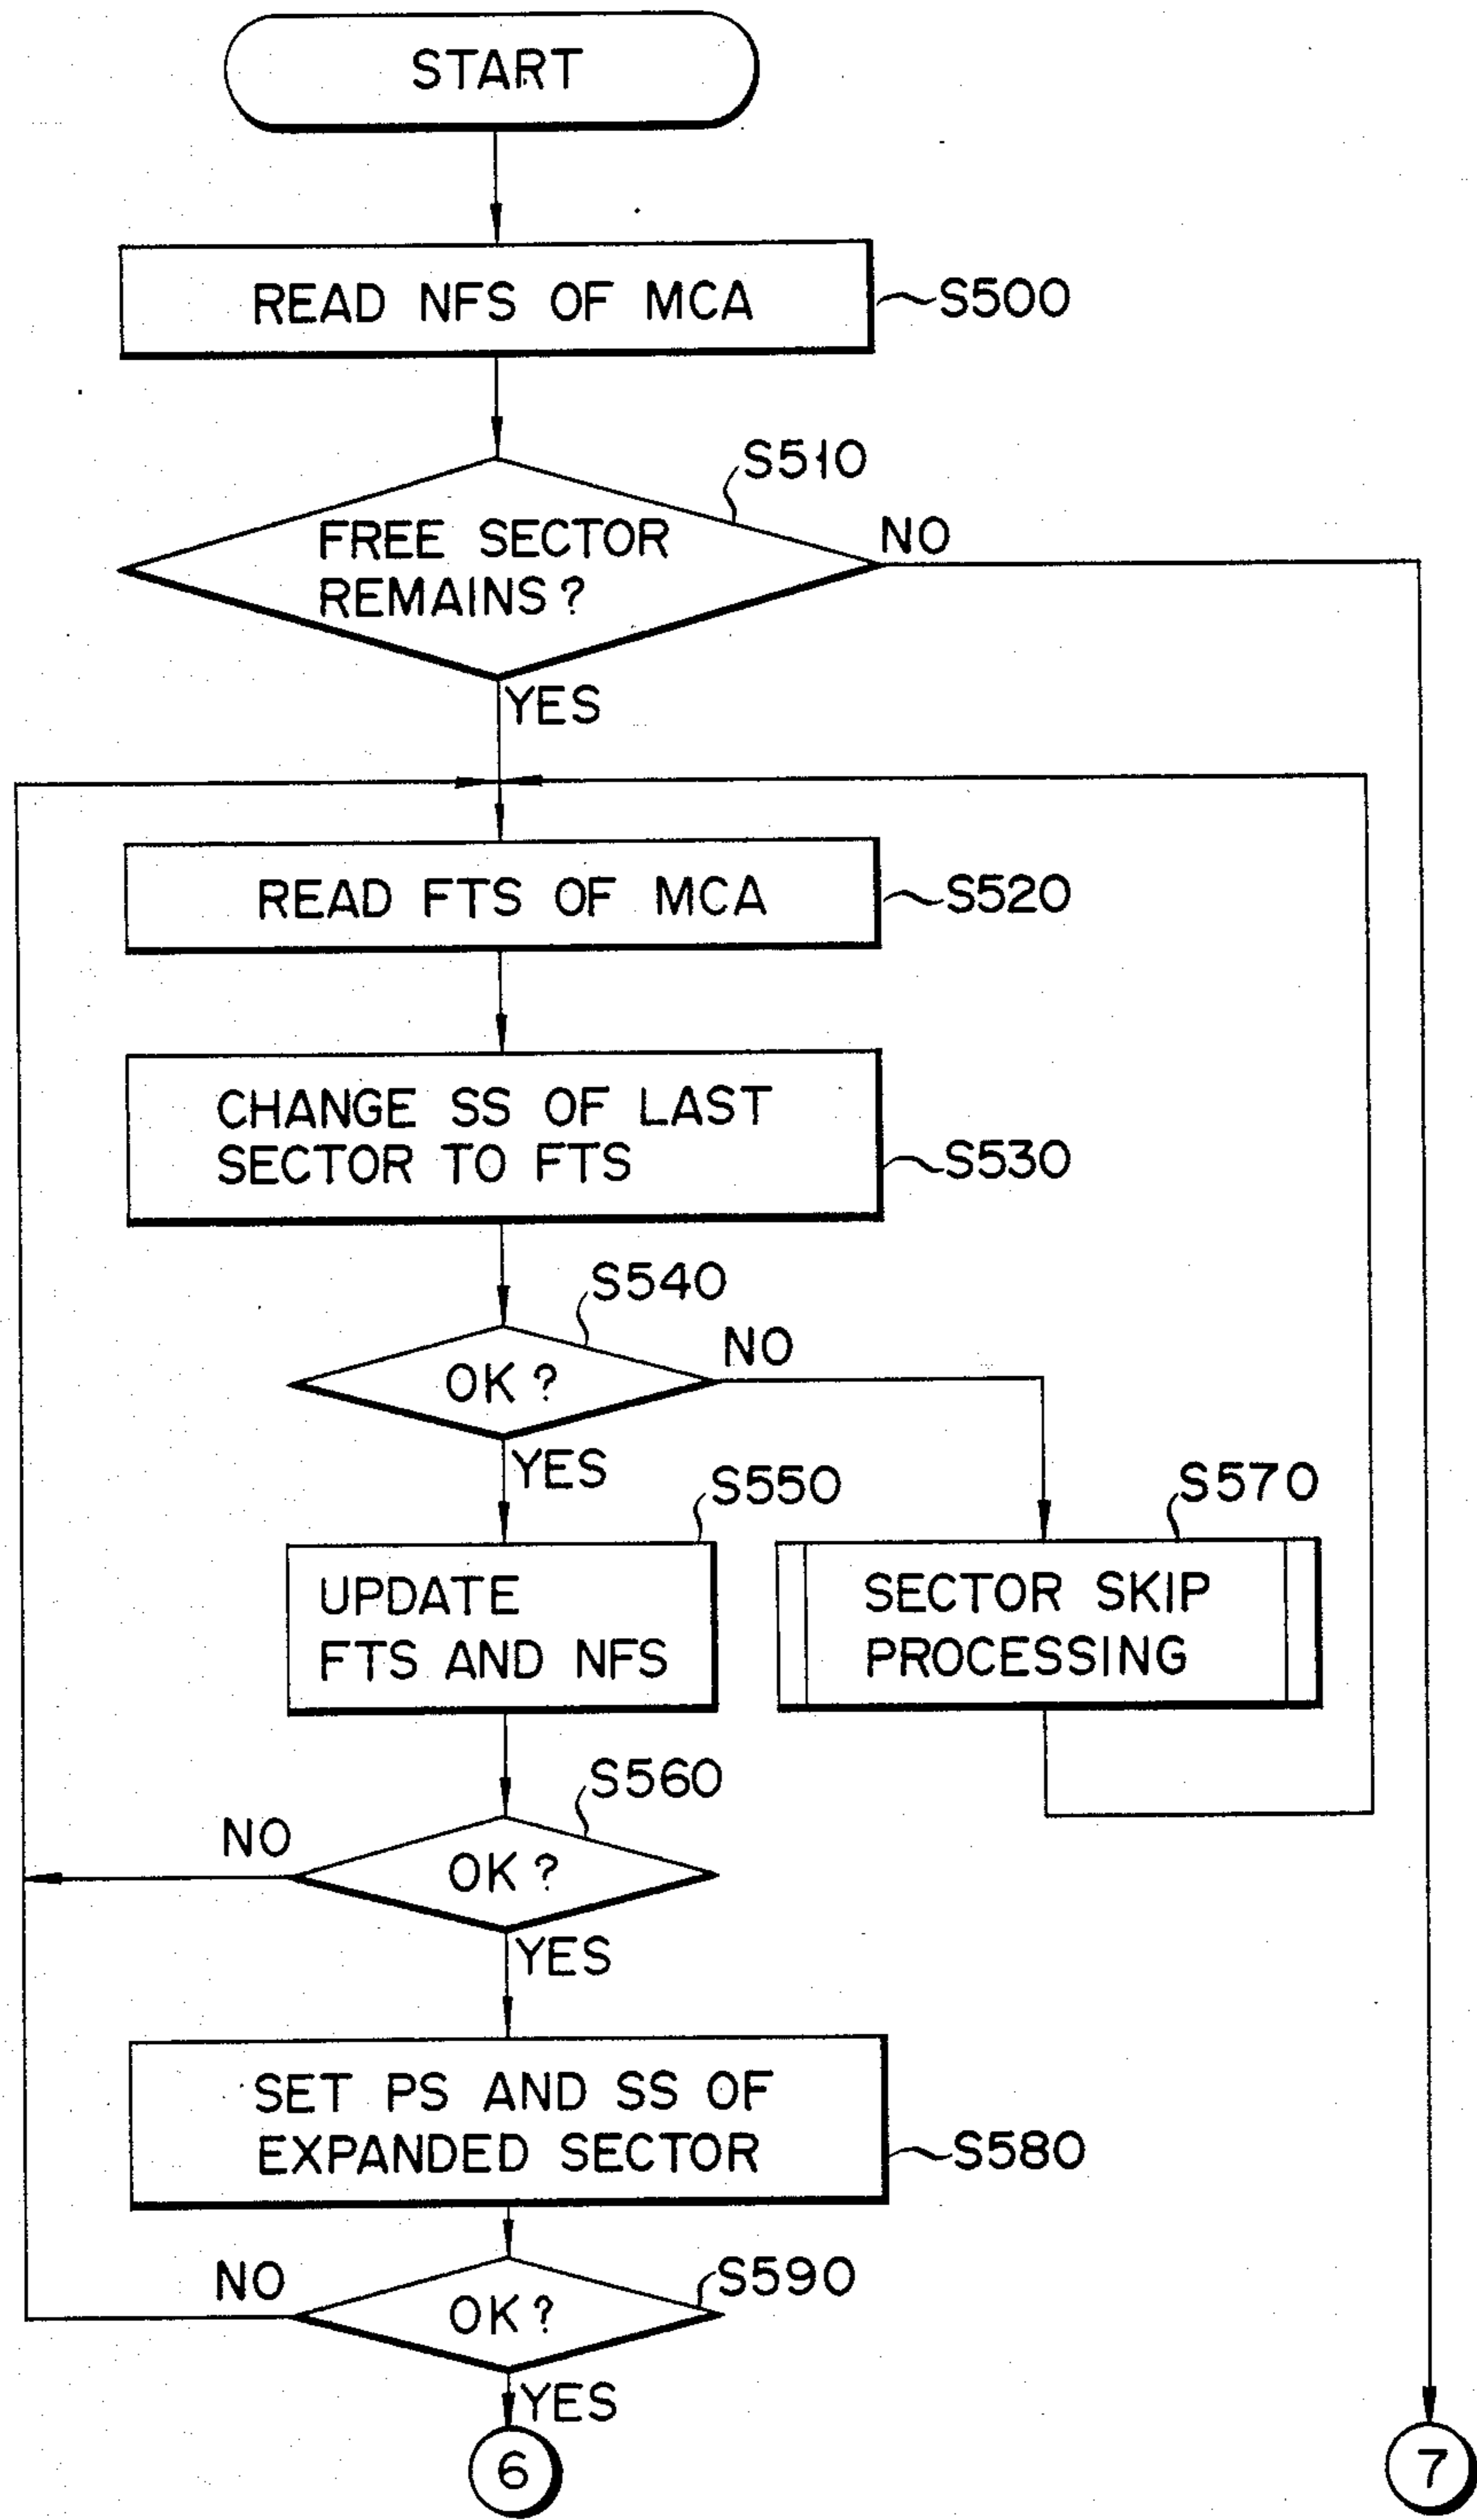 START
READ NFS OF MCA
S500
S510
FREE SECTOR
REMAINS?
NO
YES
READ FTS OF MCA
S520
CHANGE SS OF LAST
SECTOR TO FTS
S530
S540
OK?
NO
YES
S550
S570
UPDATE
FTS AND NFS
SECTOR SKIP
PROCESSING
S560
NO
OK?
YES
SET PS AND SS OF
EXPANDED SECTOR
S580
NO
S590
OK?
YES
6
7